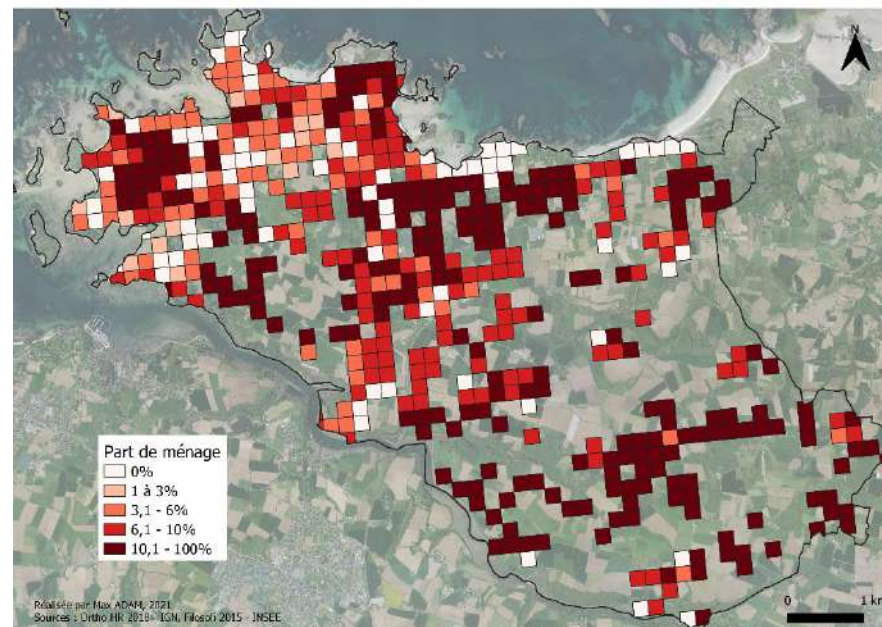 N
Part de ménage
0%
1 à 3%
3,1 - 6%
6,1 - 10%
10,1 - 100%
Réalisée par Max ADAM, 2021
Sources : Ortho HR 2018 - IGN, Filosofi 2015 - INSEE
0 1 km